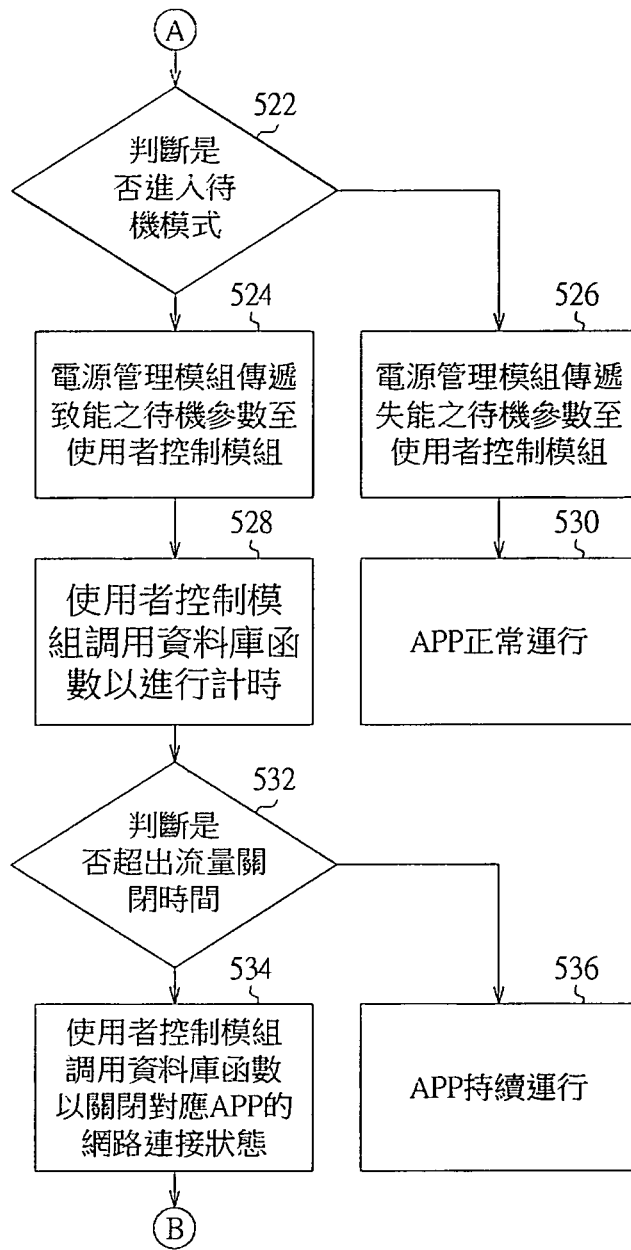 A
522
判斷是
否進入待
機模式
524
電源管理模組傳遞
致能之待機參數至
使用者控制模組
526
電源管理模組傳遞
失能之待機參數至
使用者控制模組
528
使用者控制模
組調用資料庫函
數以進行計時
530
APP正常運行
532
判斷是
否超出流量關
閉時間
534
使用者控制模組
調用資料庫函數
以關閉對應APP的
網路連接狀態
536
APP持續運行
B